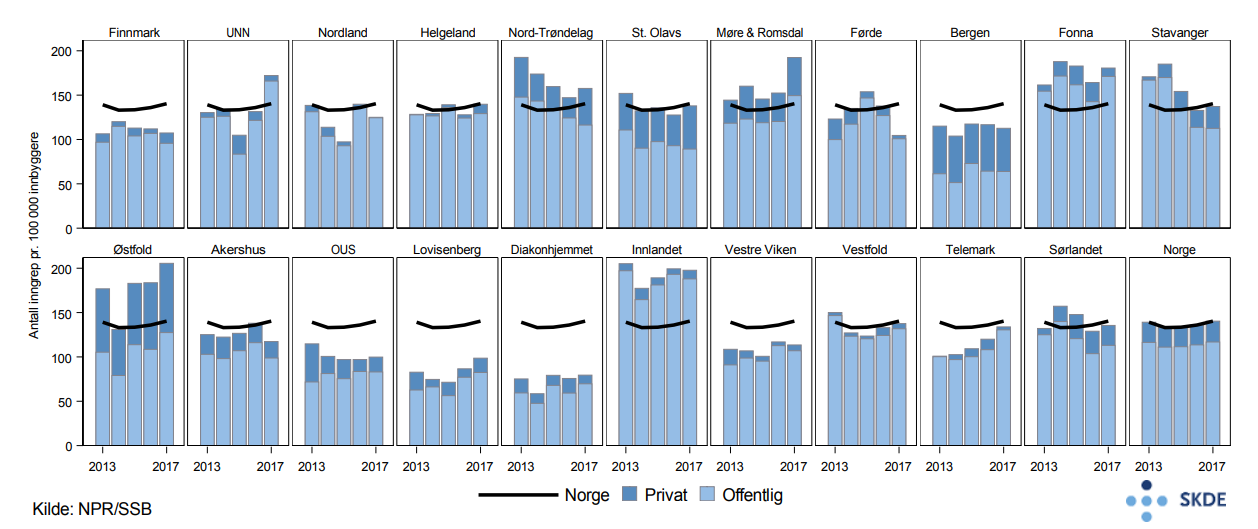 Finnmark UNN Nordland Helgeland Nord-Trøndelag St. Olavs Møre & Romsdal Førde Bergen Fonna Stavanger
200
150
100
50
0
Antall inngrep pr. 100 000 innbyggere
Østfold Akershus OUS Lovisenberg Diakonhjemmet Innlandet Vestre Viken Vestfold Telemark Sørlandet Norge
200
150
100
50
0
2013 2017 2013 2017 2013 2017 2013 2017 2013 2017 2013 2017 2013 2017 2013 2017 2013 2017 2013 2017 2013 2017
Norge Privat Offentlig
Kilde: NPR/SSB
SKDE